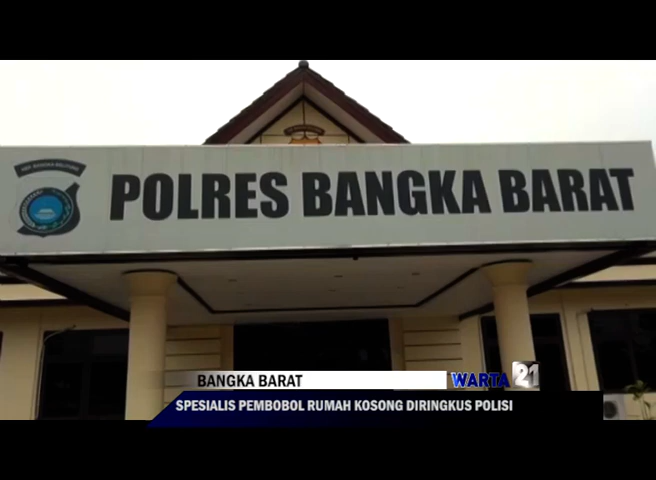 POLRES BANGKA BARAT
BANGKA BARAT
WARTA 21
SPESIALIS PEMBOBOL RUMAH KOSONG DIRINGKUS POLISI